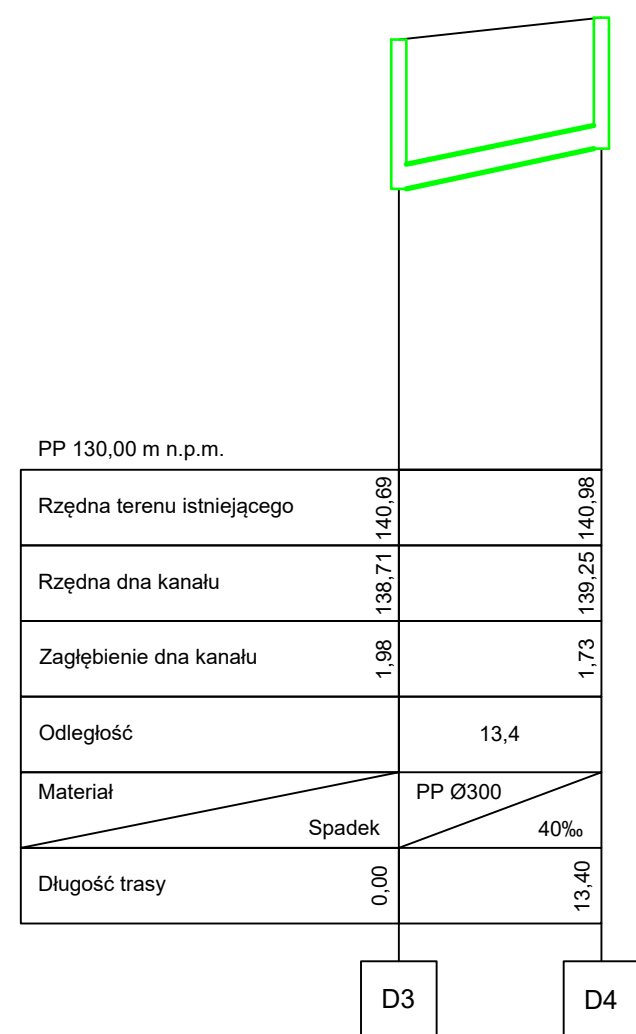 PP 130,00 m n.p.m.
Rzędna terenu istniejącego 140,69 140,98
Rzędna dna kanału 138,71 139,25
Zagłębienie dna kanału 1,98 1,73
Odległość 13,4
Materiał PP Ø300
Spadek 40‰
Długość trasy 0,00 13,40
D3 D4